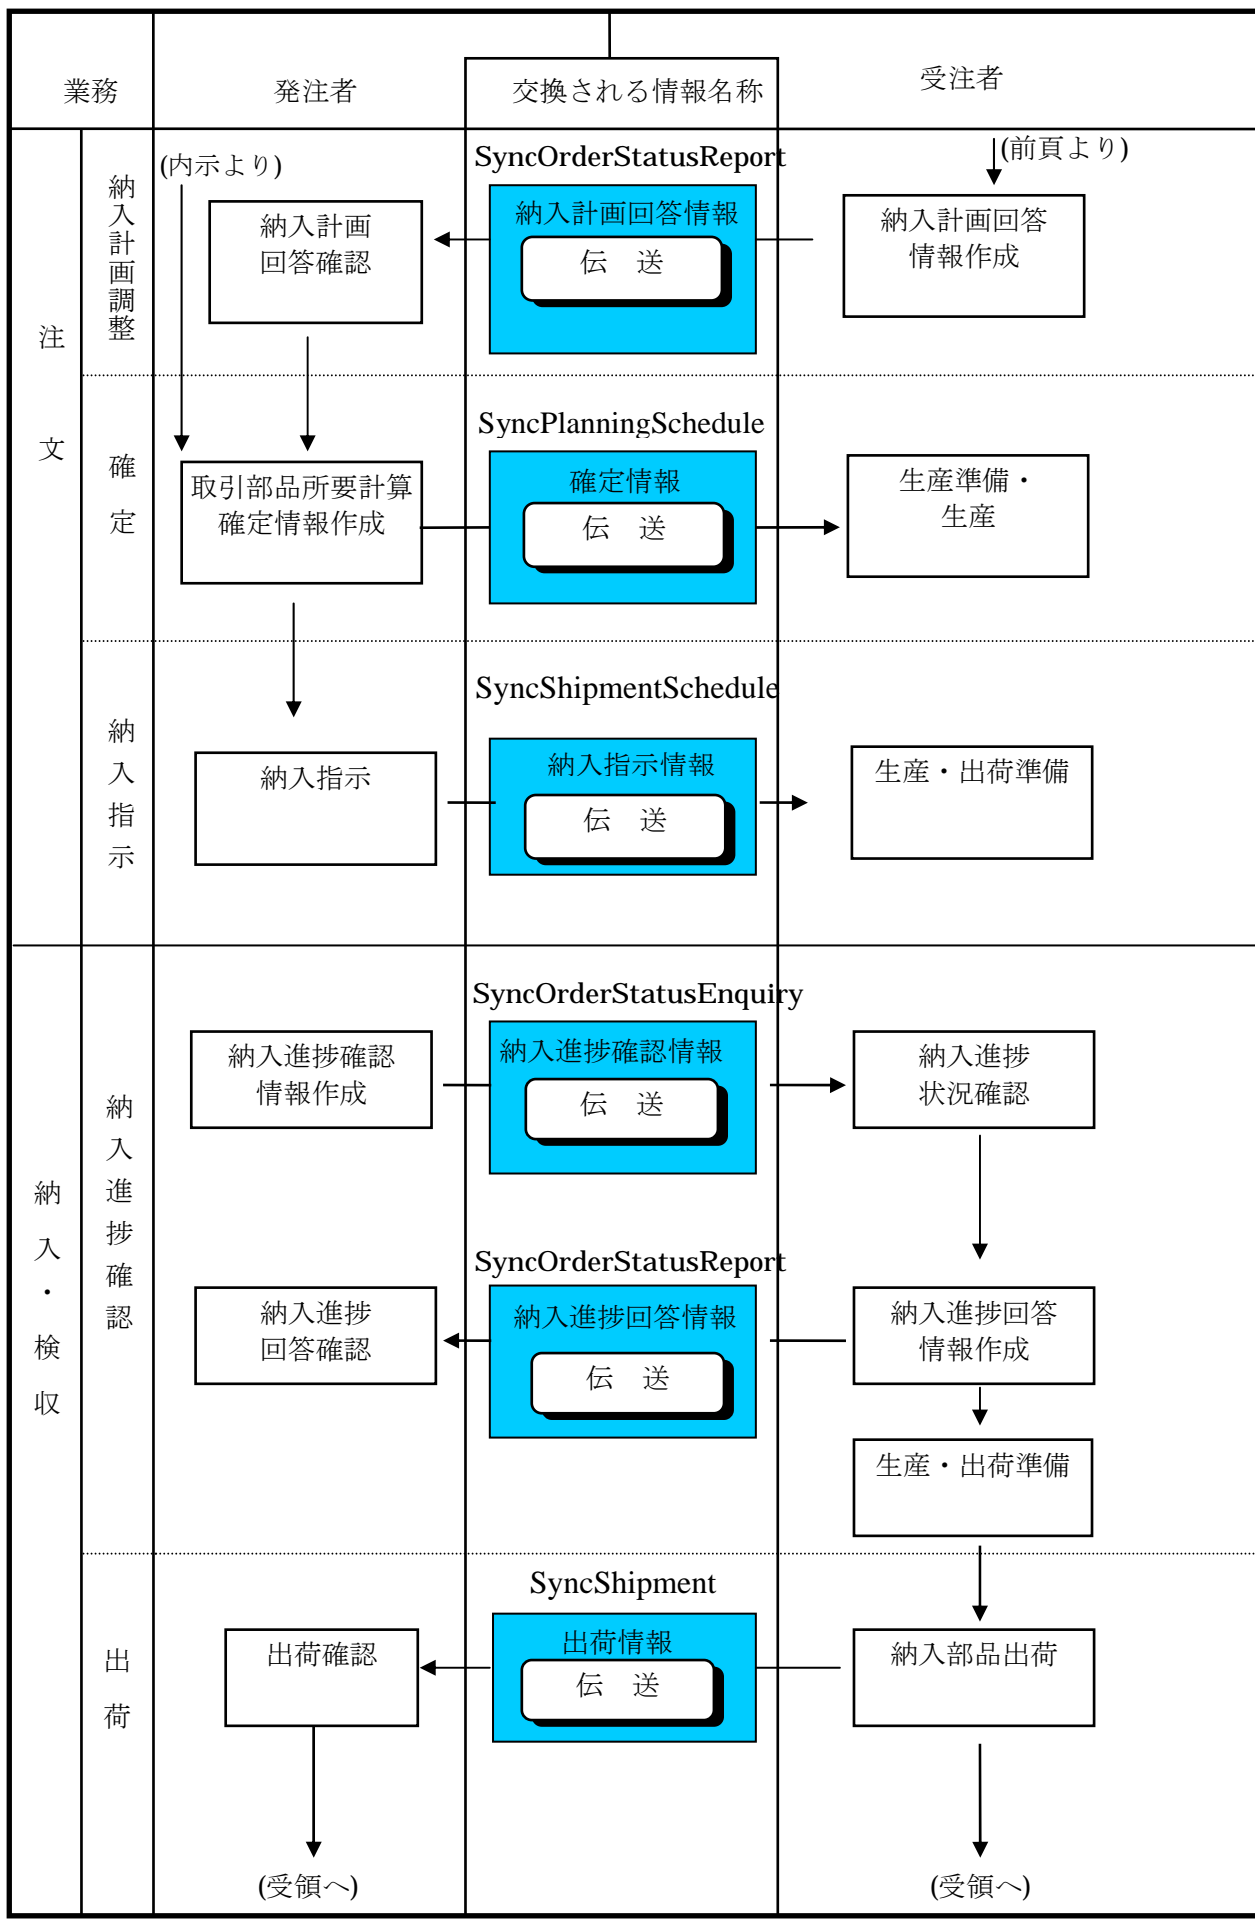 業務
発注者
交換される情報名称
受注者
注文
納入計画調整
(内示より)
SyncOrderStatusReport
(前頁より)
納入計画
回答確認
納入計画回答情報
伝　送
納入計画回答
情報作成
確定
SyncPlanningSchedule
取引部品所要計算
確定情報作成
確定情報
伝　送
生産準備・
生産
納入指示
SyncShipmentSchedule
納入指示
納入指示情報
伝　送
生産・出荷準備
納入・検収
納入進捗確認
SyncOrderStatusEnquiry
納入進捗確認
情報作成
納入進捗確認情報
伝　送
納入進捗
状況確認
SyncOrderStatusReport
納入進捗
回答確認
納入進捗回答情報
伝　送
納入進捗回答
情報作成
生産・出荷準備
出荷
SyncShipment
出荷確認
出荷情報
伝　送
納入部品出荷
(受領へ)
(受領へ)